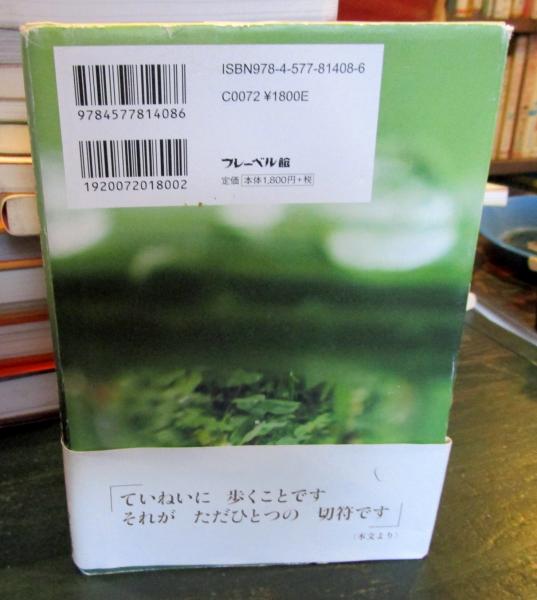 ISBN978-4-577-81408-6
C0072 ¥1800E
9784577814086
1920072018002
フレーベル館
定価 本体1,800円+税
「ていねいに 歩くことです
それが ただひとつの 切符です」
(本文より)